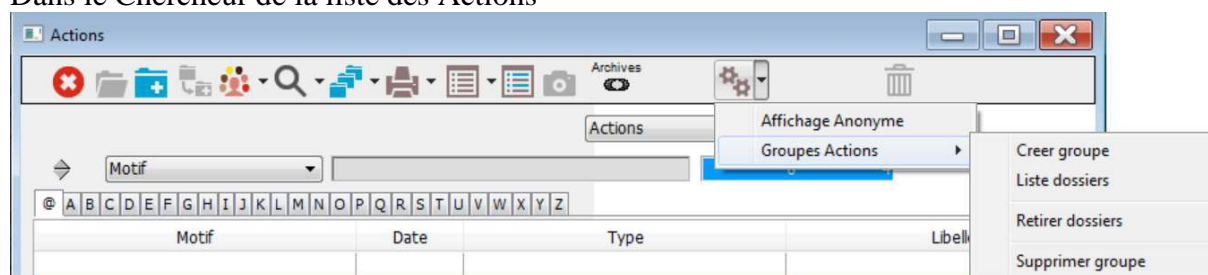 Dans le Chercheur de la liste des Actions
Actions
Archives
Affichage Anonyme
Actions
Groupes Actions
Creer groupe
Motif
Liste dossiers
@ A B C D E F G H I J K L M N O P Q R S T U V W X Y Z
Retirer dossiers
Motif Date Type
Supprimer groupe